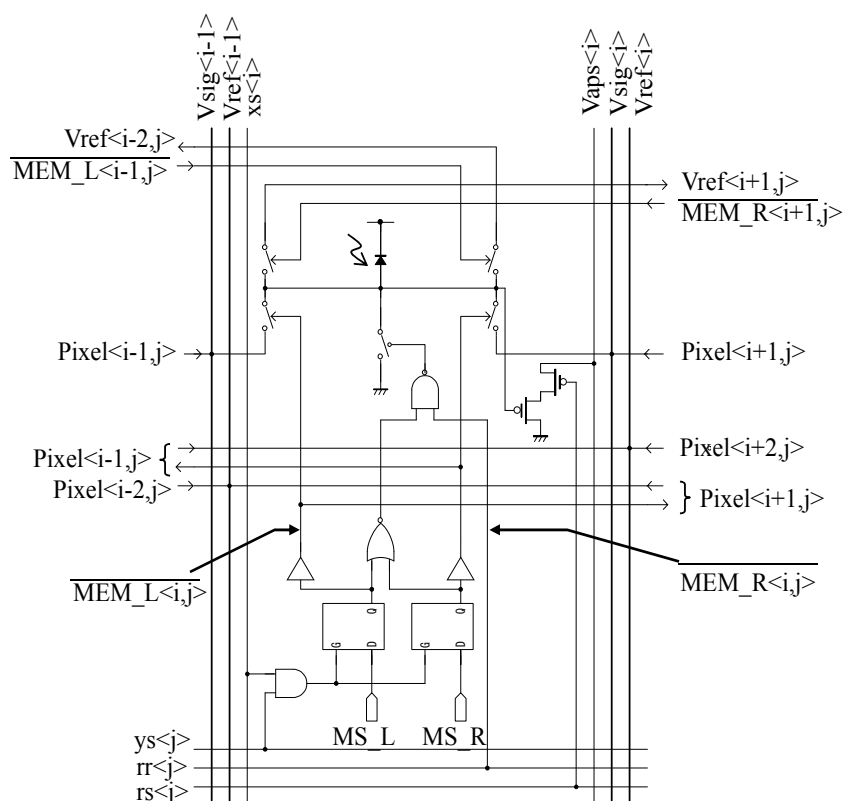 Vsig<i-1>
Vref<i-1>
xs<i>
Vaps<i>
Vsig<i>
Vref<i>
Vref<i-2,j>
MEM_L<i-1,j>
Vref<i+1,j>
MEM_R<i+1,j>
Pixel<i-1,j>
Pixel<i+1,j>
Pixel<i-1,j>
Pixel<i+2,j>
Pixel<i-2,j>
Pixel<i+1,j>
MEM_L<i,j>
MEM_R<i,j>
Q
Q
G
D
G
D
MS_L
MS_R
ys<j>
rr<j>
rs<j>